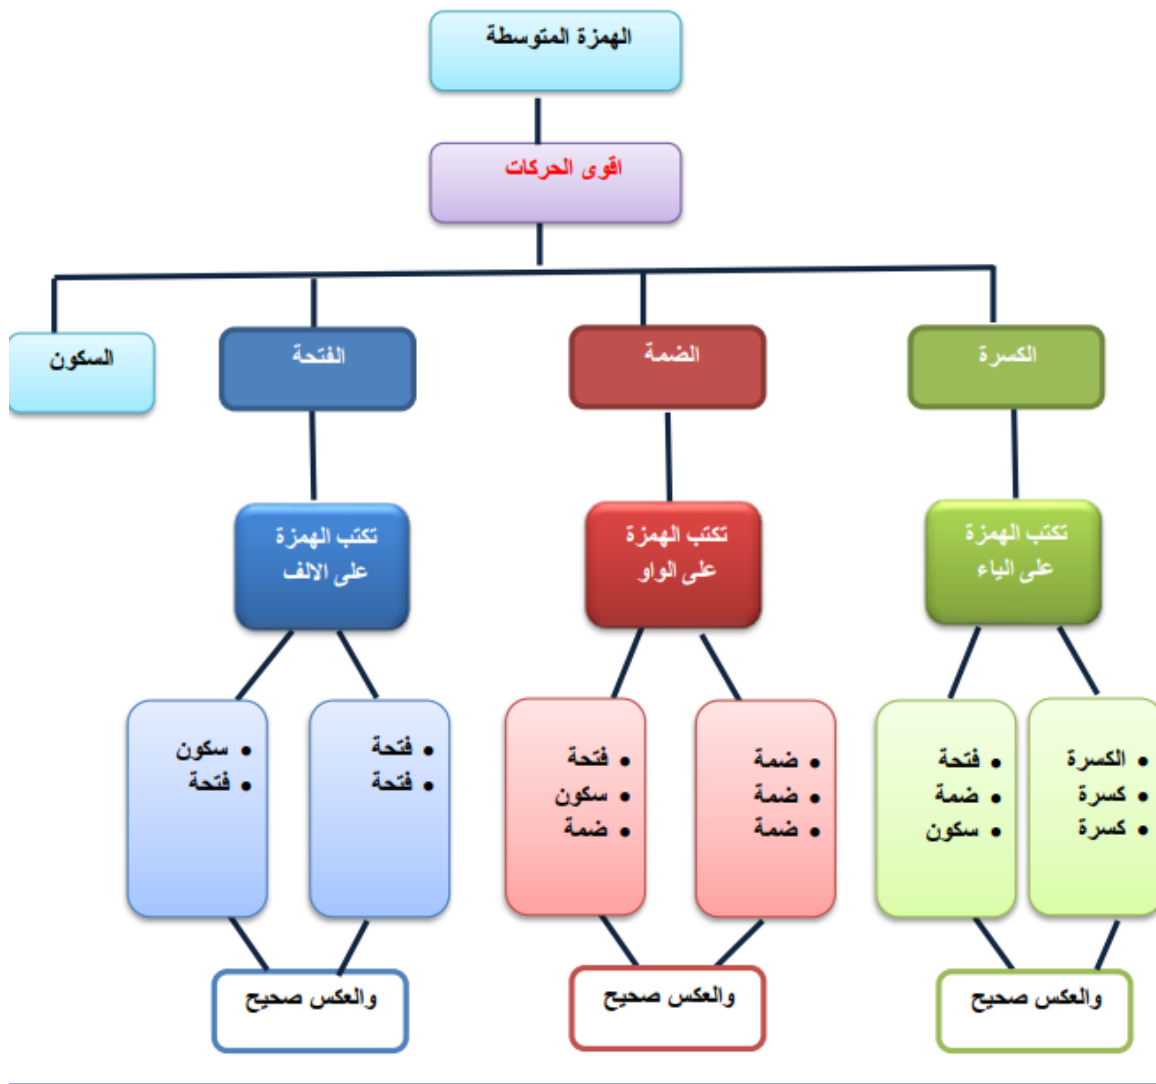 الهمزة المتوسطة
اقوى الحركات
الكسرة
الضمة
الفتحة
السكون
تكتب الهمزة
على الياء
تكتب الهمزة
على الواو
تكتب الهمزة
على الالف
• الكسرة
• كسرة
• كسرة
• فتحة
• ضمة
• سكون
• ضمة
• ضمة
• ضمة
• فتحة
• سكون
• ضمة
• فتحة
• فتحة
• سكون
• فتحة
والعكس صحيح
والعكس صحيح
والعكس صحيح